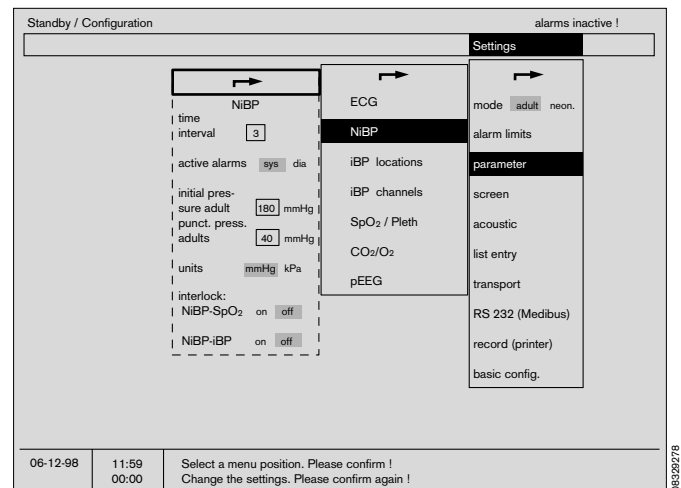 Standby / Configuration
alarms inactive !
Settings
NiBP
time
interval 3
active alarms sys dia
initial pres-
sure adult 180 mmHg
punct. press.
adults 40 mmHg
units mmHg kPa
interlock:
NiBP-SpO2 on off
NiBP-iBP on off
ECG
NiBP
iBP locations
iBP channels
SpO2 / Pleth
CO2/O2
pEEG
mode adult neon.
alarm limits
parameter
screen
acoustic
list entry
transport
RS 232 (Medibus)
record (printer)
basic config.
06-12-98
11:59
00:00
Select a menu position. Please confirm !
Change the settings. Please confirm again !
08329278